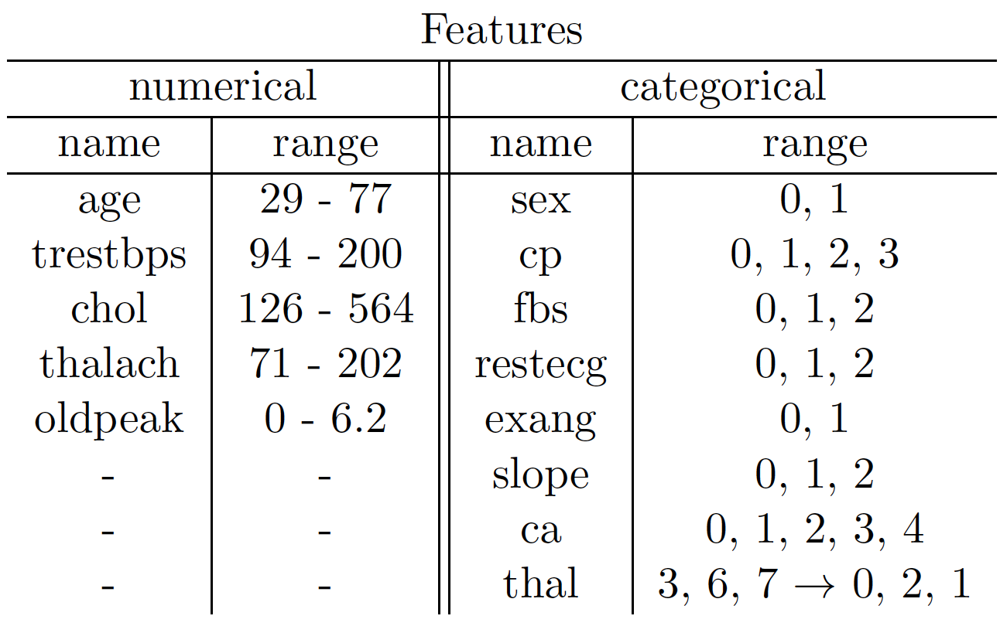 Features
numerical categorical
name range name range
age 29 - 77 sex 0, 1
trestbps 94 - 200 cp 0, 1, 2, 3
chol 126 - 564 fbs 0, 1, 2
thalach 71 - 202 restecg 0, 1, 2
oldpeak 0 - 6.2 exang 0, 1
- - slope 0, 1, 2
- - ca 0, 1, 2, 3, 4
- - thal 3, 6, 7 → 0, 2, 1